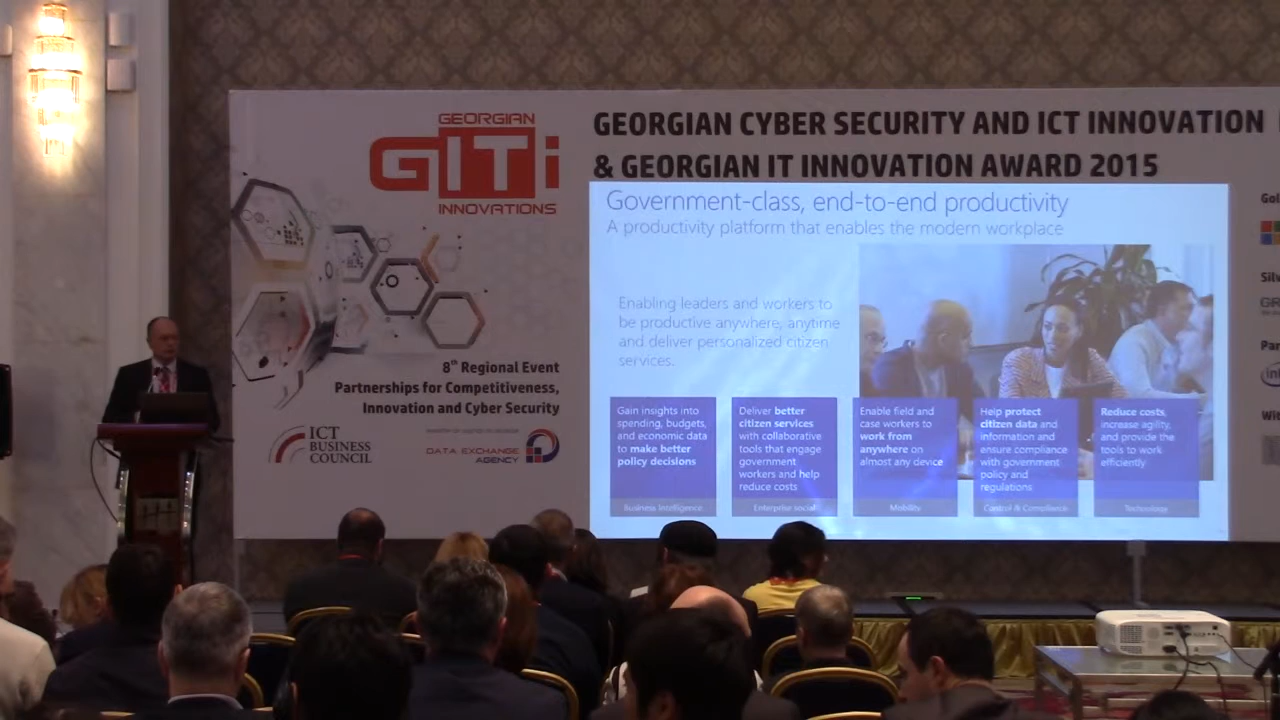 GEORGIAN
GITi
INNOVATIONS
GEORGIAN CYBER SECURITY AND ICT INNOVATION
& GEORGIAN IT INNOVATION AWARD 2015
8th Regional Event
Partnerships for Competitiveness,
Innovation and Cyber Security
ICT
BUSINESS
COUNCIL
DATA EXCHANGE
AGENCY
Government-class, end-to-end productivity
A productivity platform that enables the modern workplace
Enabling leaders and workers to
be productive anywhere, anytime
and deliver personalized citizen
services.
Gain insights into
spending, budgets,
and economic data
to make better
policy decisions
Business Intelligence
Deliver better
citizen services
with collaborative
tools that engage
government
workers and help
reduce costs
Enterprise social
Enable field and
case workers to
work from
anywhere on
almost any device
Mobility
Help protect
citizen data and
information and
ensure compliance
with government
policy and
regulations
Control & Compliance
Reduce costs,
increase agility,
and provide the
tools to work
efficiently
Technology
Gol
Silv
Par
Wit